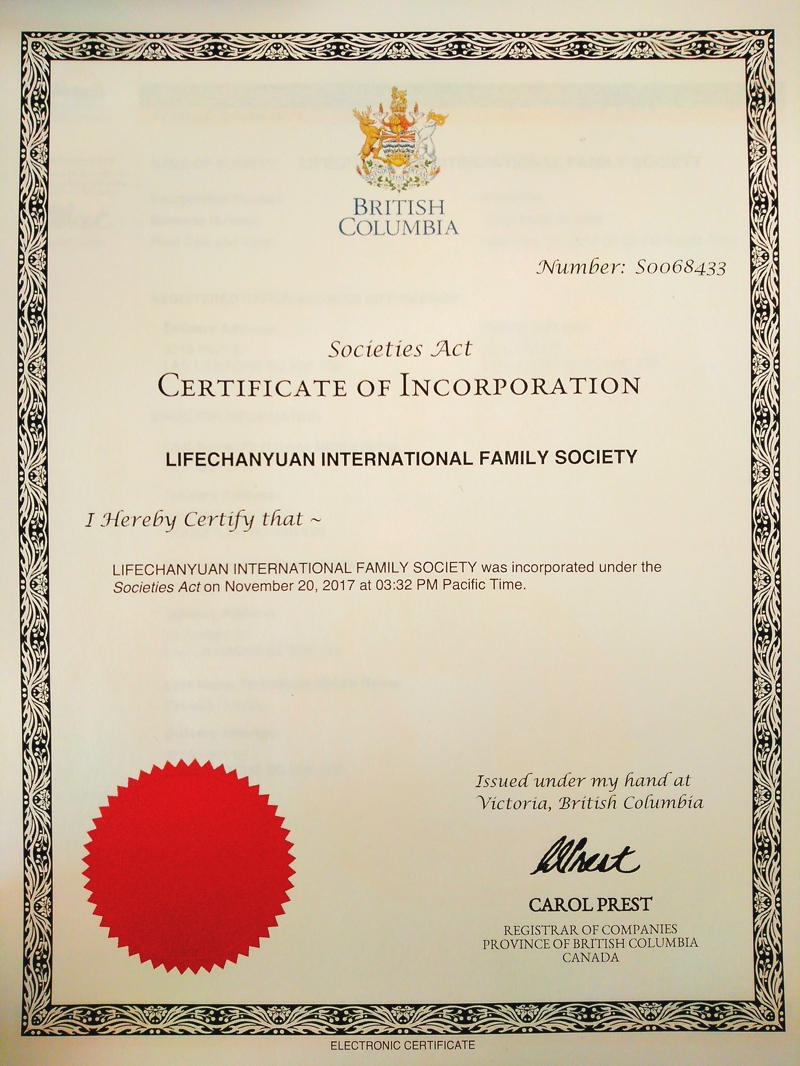 BRITISH
COLUMBIA
Number: S0068433
Societies Act
CERTIFICATE OF INCORPORATION
LIFECHANYUAN INTERNATIONAL FAMILY SOCIETY
I Hereby Certify that ~
LIFECHANYUAN INTERNATIONAL FAMILY SOCIETY was incorporated under the
Societies Act on November 20, 2017 at 03:32 PM Pacific Time.
Issued under my hand at
Victoria, British Columbia
CAROL PREST
REGISTRAR OF COMPANIES
PROVINCE OF BRITISH COLUMBIA
CANADA
ELECTRONIC CERTIFICATE